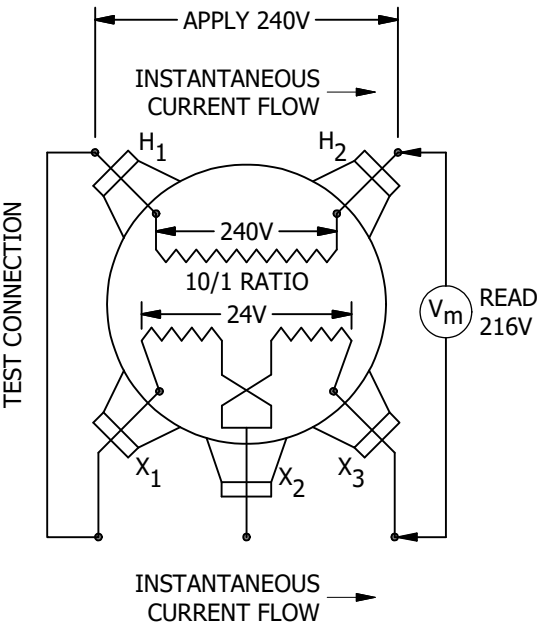 APPLY 240V
INSTANTANEOUS
CURRENT FLOW
H1
H2
TEST CONNECTION
240V
10/1 RATIO
24V
Vm
READ
216V
X1
X2
X3
INSTANTANEOUS
CURRENT FLOW